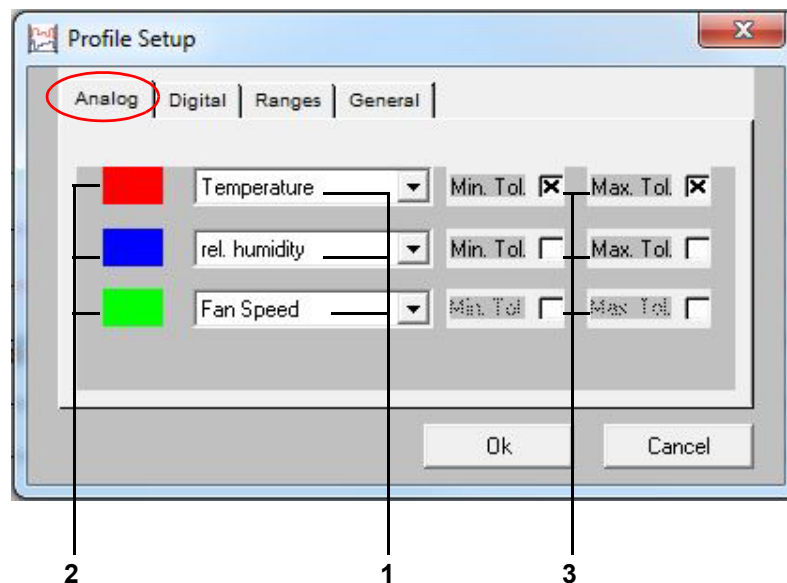 Profile Setup
Analog Digital Ranges General
Temperature Min. Tol. Max. Tol.
rel. humidity Min. Tol. Max. Tol.
Fan Speed Min. Tol. Max. Tol.
Ok Cancel
2 1 3